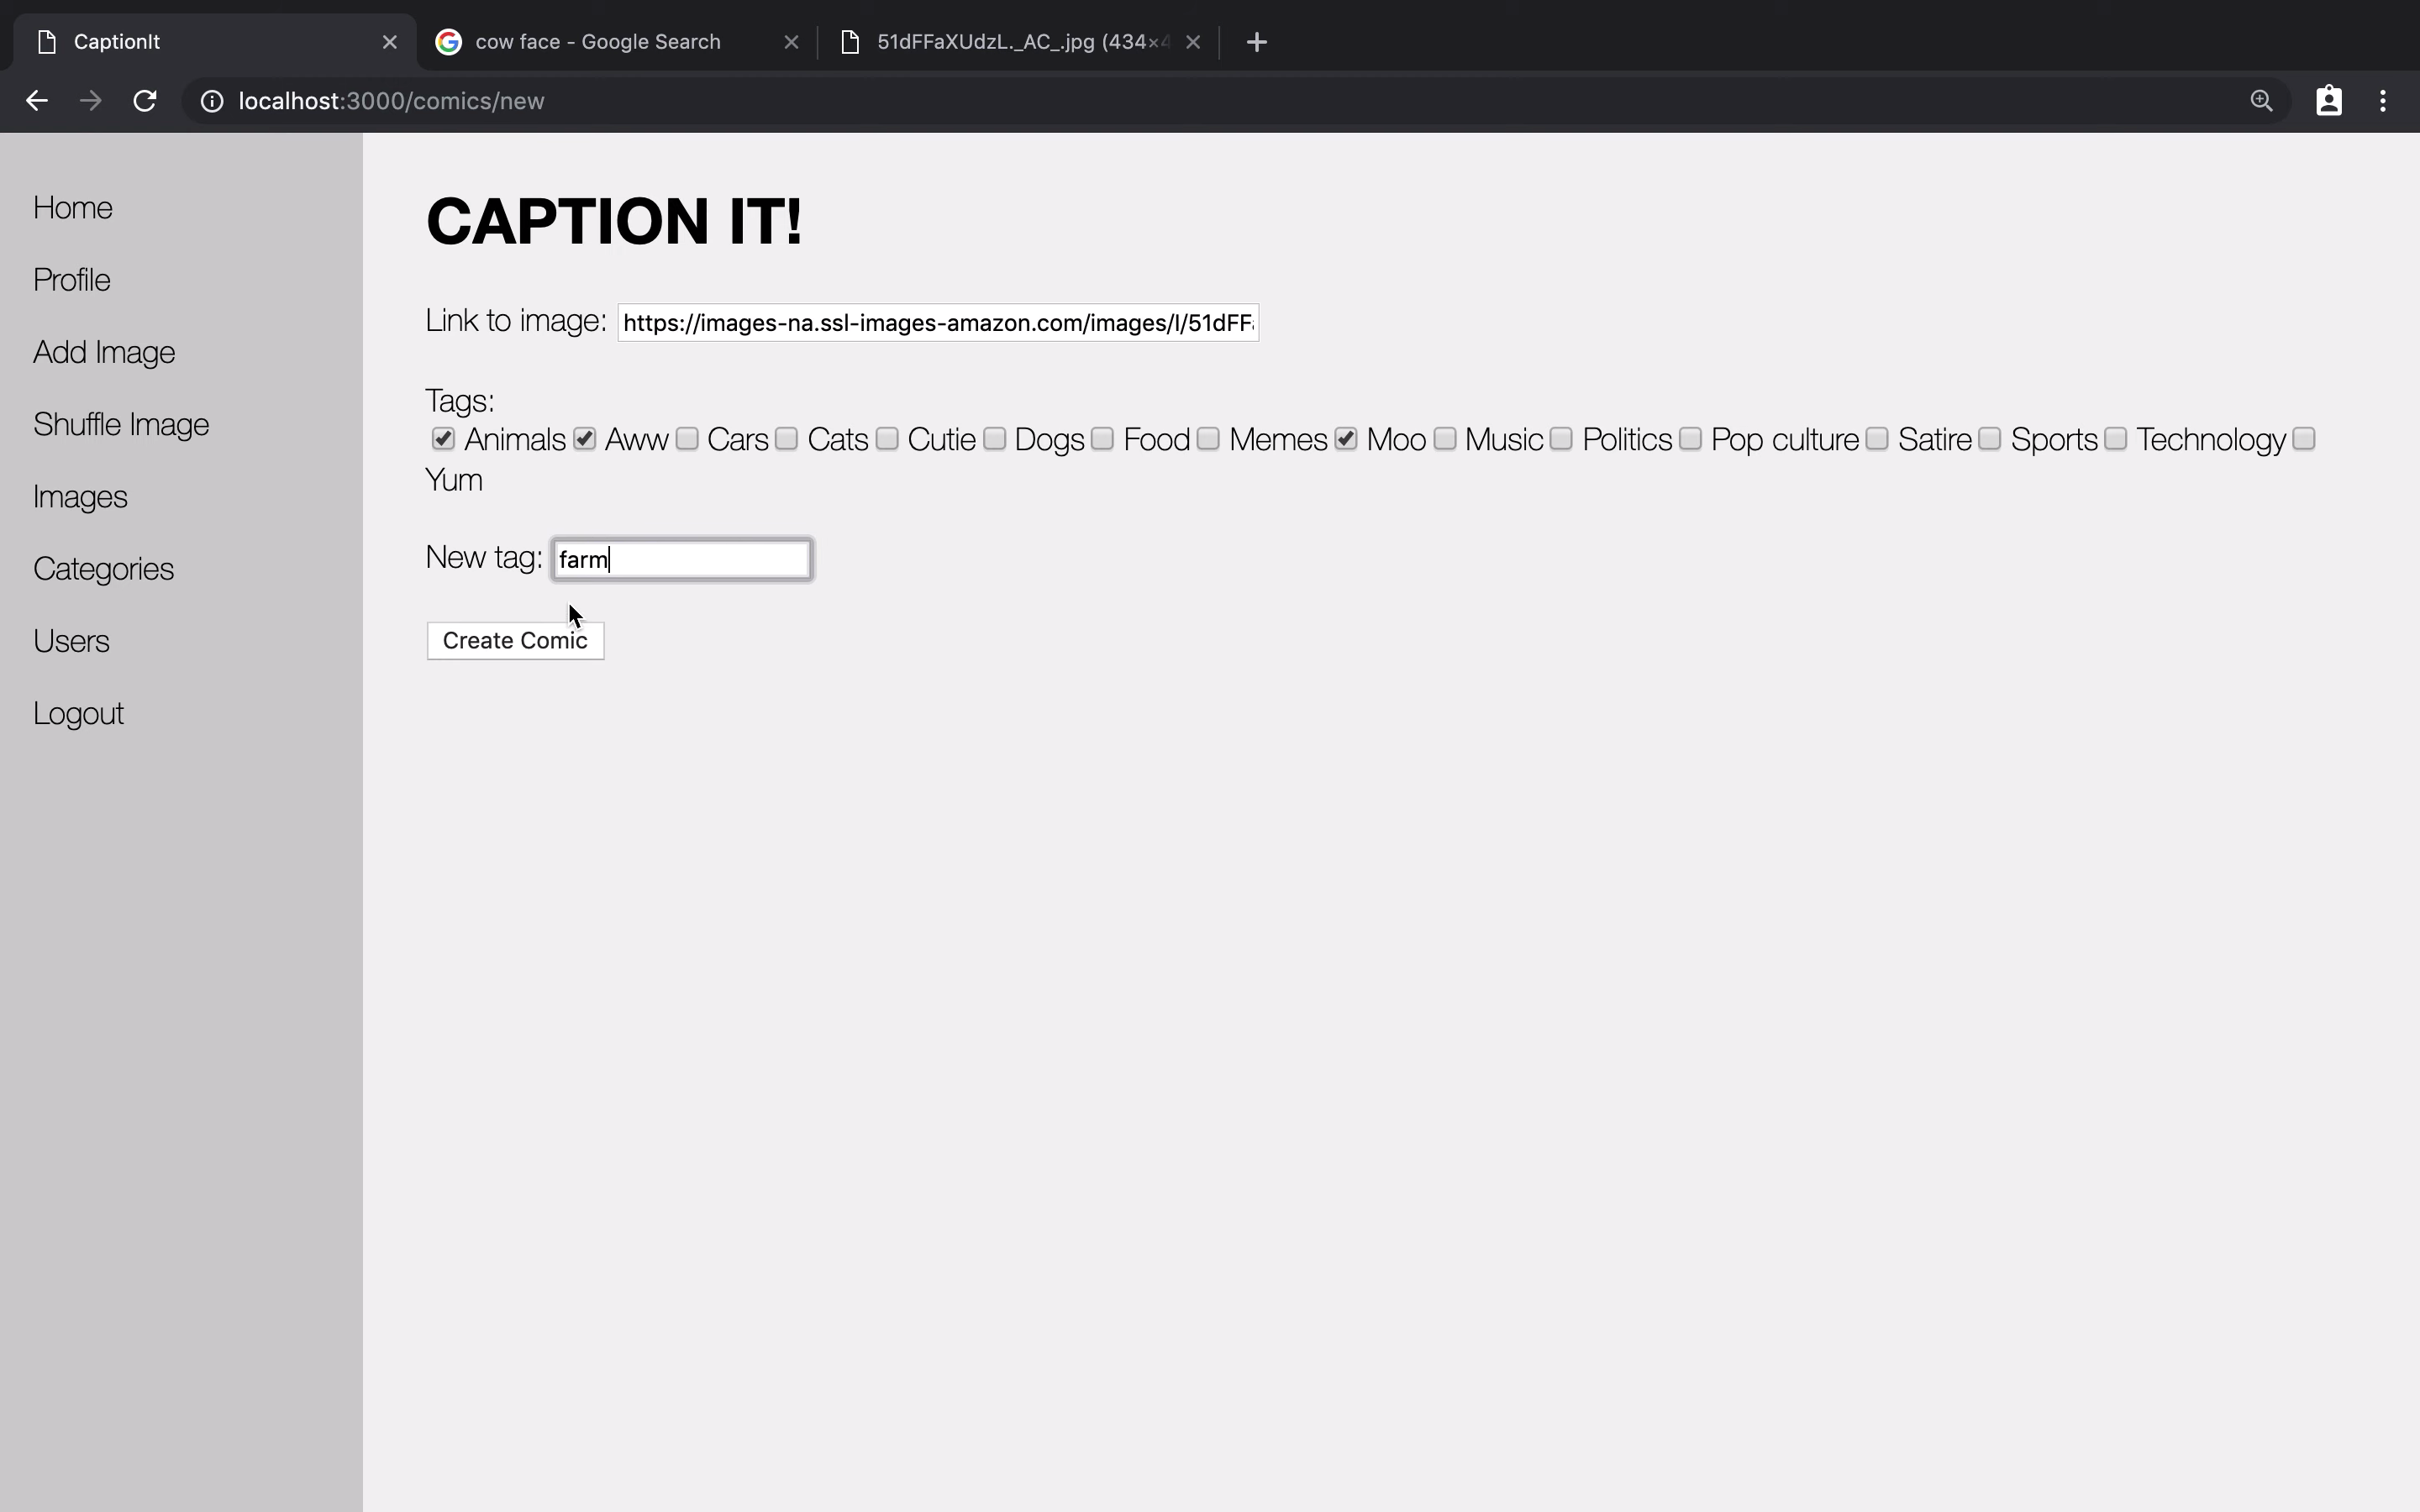 CaptionIt
cow face - Google Search
51dFFaXUdzL._AC_.jpg (434×4
localhost:3000/comics/new
Home
Profile
Add Image
Shuffle Image
Images
Categories
Users
Logout
CAPTION IT!
Link to image: https://images-na.ssl-images-amazon.com/images/I/51dFF
Tags:
Animals Aww Cars Cats Cutie Dogs Food Memes Moo Music Politics Pop culture Satire Sports Technology
Yum
New tag: farm
Create Comic